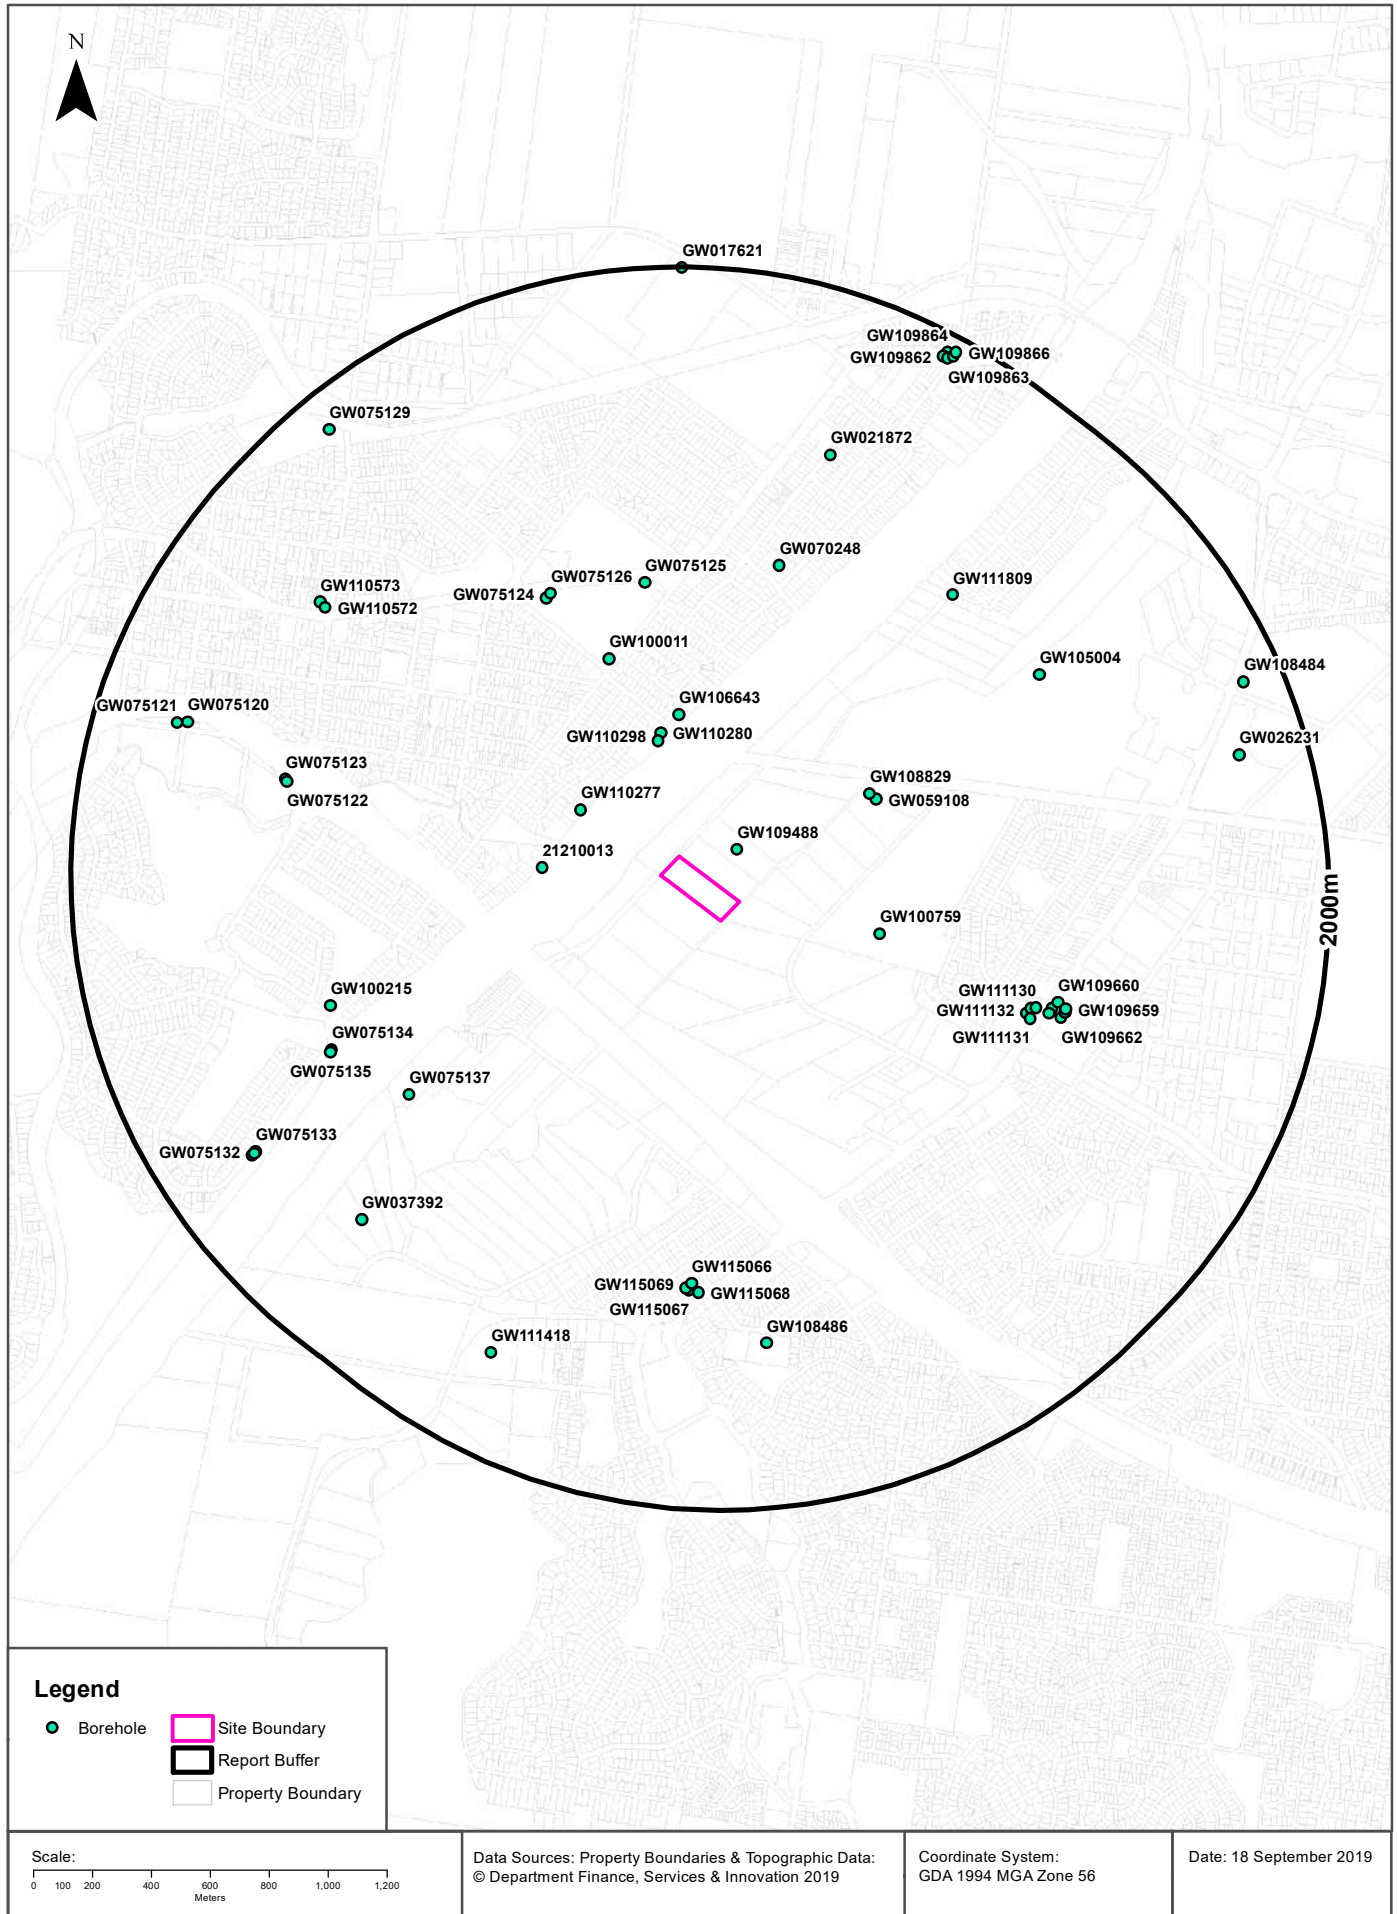 N
GW017621
GW109864
GW109862
GW109866
GW109863
GW075129
GW021872
GW070248
GW075125
GW075126
GW075124
GW110573
GW110572
GW111809
GW100011
GW105004
GW108484
GW075121
GW075120
GW106643
GW110298
GW110280
GW026231
GW075123
GW075122
GW108829
GW059108
GW110277
GW109488
21210013
2000m
GW100759
GW100215
GW111130
GW109660
GW111132
GW109659
GW111131
GW109662
GW075134
GW075135
GW075137
GW075133
GW075132
GW037392
GW115066
GW115069
GW115068
GW115067
GW108486
GW111418
Legend
Borehole
Site Boundary
Report Buffer
Property Boundary
Scale:
0 100 200 400 600 800 1,000 1,200
Meters
Data Sources: Property Boundaries & Topographic Data:
© Department Finance, Services & Innovation 2019
Coordinate System:
GDA 1994 MGA Zone 56
Date: 18 September 2019